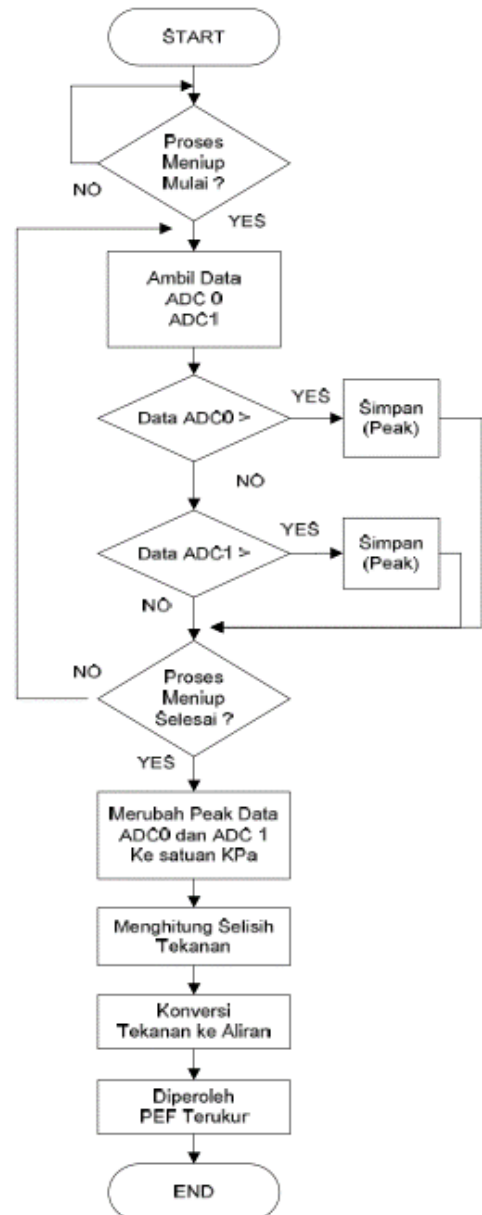 START
Proses
Meniup
Mulai ?
NO
YES
Ambil Data
ADC 0
ADC1
Data ADC0 >
YES
Simpan
(Peak)
NO
Data ADC1 >
YES
Simpan
(Peak)
NO
Proses
Meniup
Selesai ?
NO
YES
Merubah Peak Data
ADC0 dan ADC 1
Ke satuan KPa
Menghitung Selisih
Tekanan
Konversi
Tekanan ke Aliran
Diperoleh
PEF Terukur
END